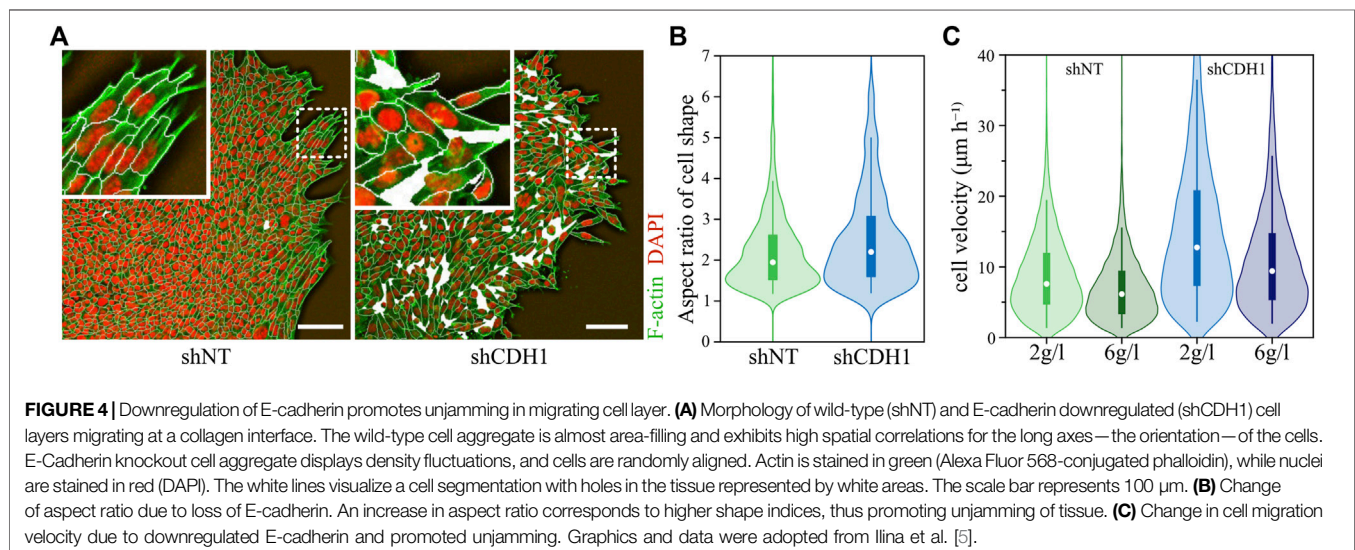 A
shNT
shCDH1
F-actin DAPI
B
Aspect ratio of cell shape
7
6
5
4
3
2
1
0
shNT
shCDH1
C
cell velocity (μm h⁻¹)
40
30
20
10
0
shNT
shCDH1
2g/l
6g/l
2g/l
6g/l
FIGURE 4 | Downregulation of E-cadherin promotes unjamming in migrating cell layer. (A) Morphology of wild-type (shNT) and E-cadherin downregulated (shCDH1) cell
layers migrating at a collagen interface. The wild-type cell aggregate is almost area-filling and exhibits high spatial correlations for the long axes—the orientation—of the cells.
E-Cadherin knockout cell aggregate displays density fluctuations, and cells are randomly aligned. Actin is stained in green (Alexa Fluor 568-conjugated phalloidin), while nuclei
are stained in red (DAPI). The white lines visualize a cell segmentation with holes in the tissue represented by white areas. The scale bar represents 100 μm. (B) Change
of aspect ratio due to loss of E-cadherin. An increase in aspect ratio corresponds to higher shape indices, thus promoting unjamming of tissue. (C) Change in cell migration
velocity due to downregulated E-cadherin and promoted unjamming. Graphics and data were adopted from Ilina et al. [5].